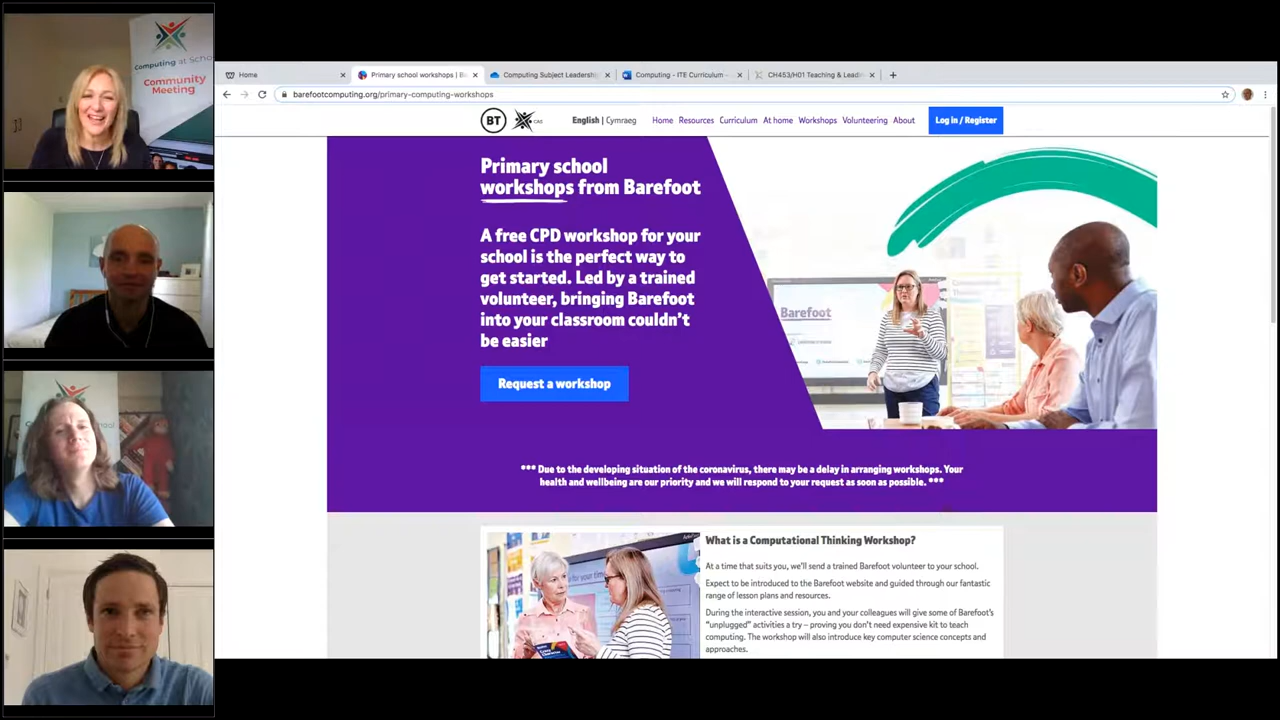 Computing at School
Community
Meeting
Home
Primary school workshops | Ba
Computing Subject Leadership
Computing - ITE Curriculum -
CH453/H01 Teaching & Lead
barefootcomputing.org/primary-computing-workshops
BT
CAS
English | Cymraeg
Home
Resources
Curriculum
At home
Workshops
Volunteering
About
Log in / Register
Primary school
workshops from Barefoot
A free CPD workshop for your
school is the perfect way to
get started. Led by a trained
volunteer, bringing Barefoot
into your classroom couldn't
be easier
Request a workshop
Barefoot
*** Due to the developing situation of the coronavirus, there may be a delay in arranging workshops. Your
health and wellbeing are our priority and we will respond to your request as soon as possible. ***
What is a Computational Thinking Workshop?
At a time that suits you, we'll send a trained Barefoot volunteer to your school.
Expect to be introduced to the Barefoot website and guided through our fantastic
range of lesson plans and resources.
During the interactive session, you and your colleagues will give some of Barefoot's
"unplugged" activities a try – proving you don't need expensive kit to teach
computing. The workshop will also introduce key computer science concepts and
approaches.